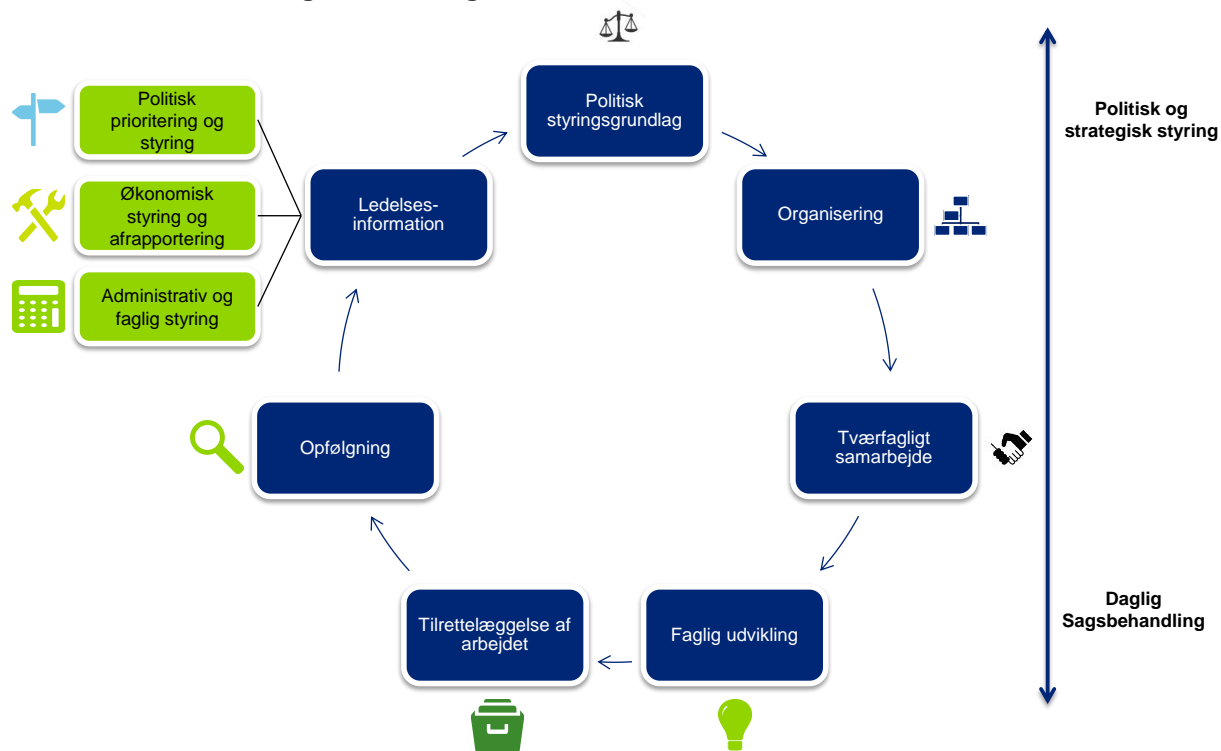 Politisk
styringsgrundlag
Politisk
prioritering og
styring
Økonomisk
styring og
afrapportering
Administrativ og
faglig styring
Ledelses-
information
Organisering
Politisk og
strategisk styring
Opfølgning
Tværfagligt
samarbejde
Tilrettelæggelse af
arbejdet
Faglig udvikling
Daglig
Sagsbehandling